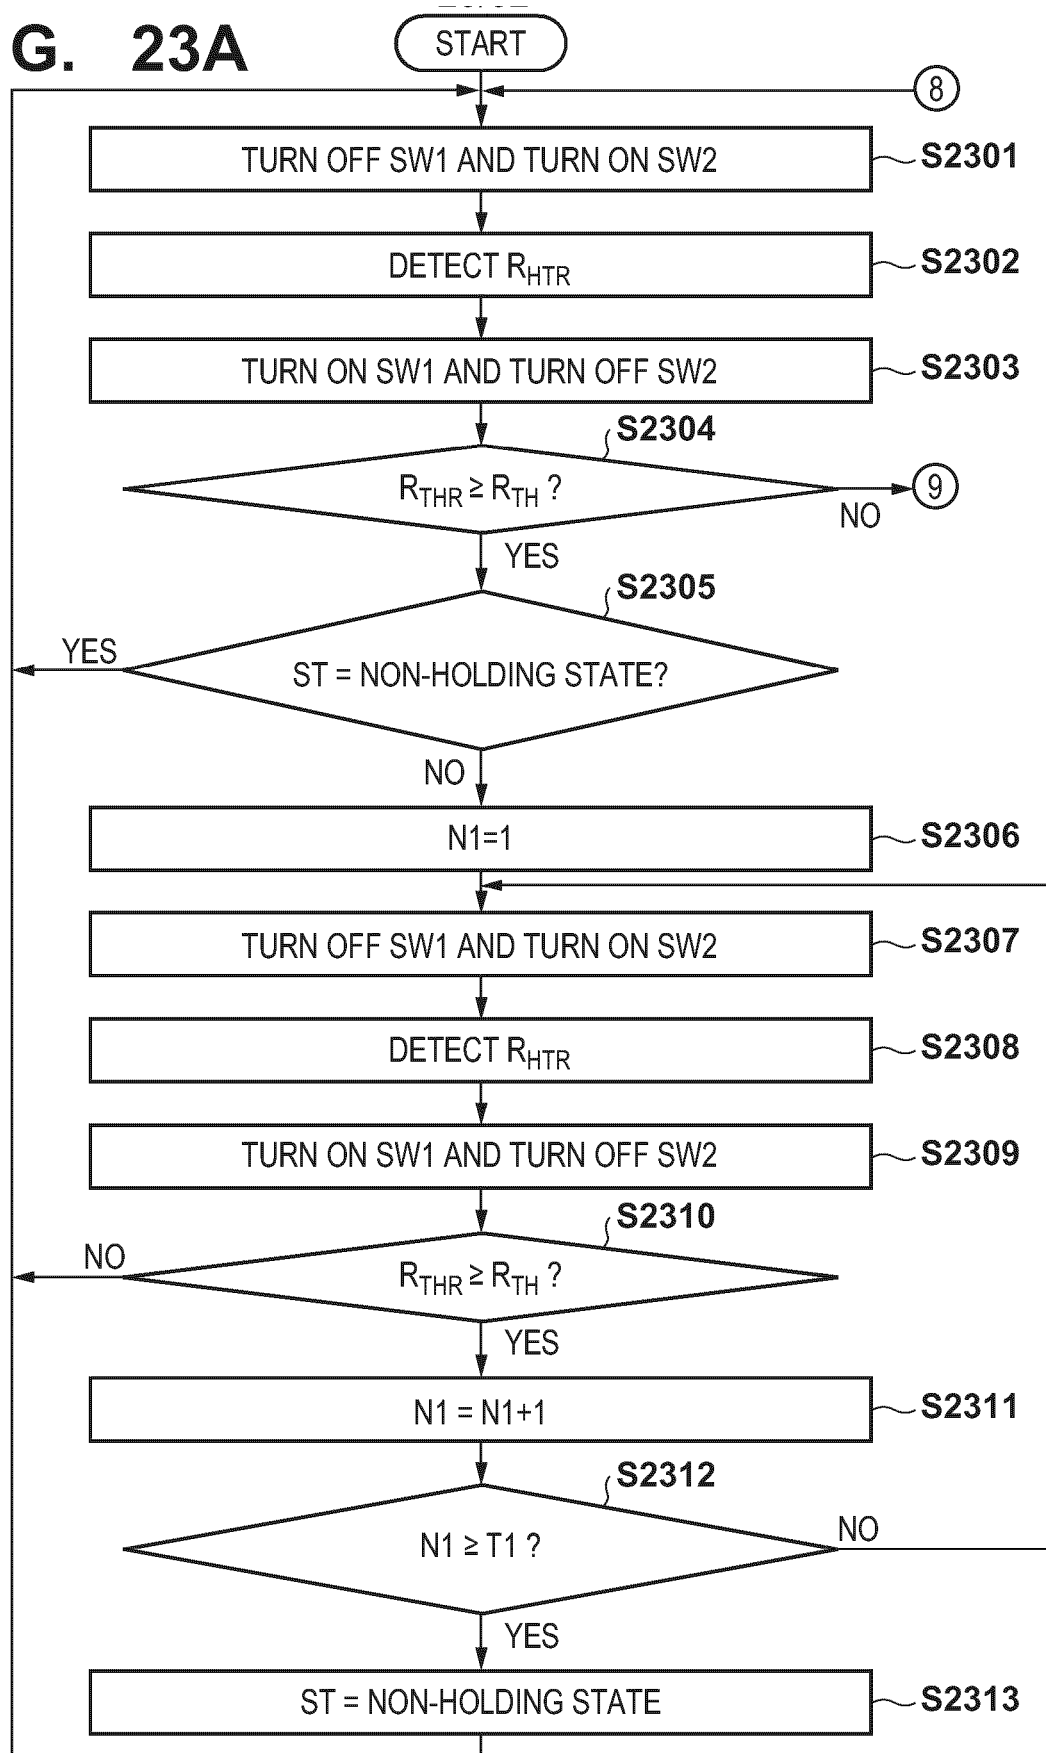 G. 23A
START
8
TURN OFF SW1 AND TURN ON SW2
S2301
DETECT RHTR
S2302
TURN ON SW1 AND TURN OFF SW2
S2303
S2304
RTHR ≥ RTH ?
NO
9
YES
S2305
YES
ST = NON-HOLDING STATE?
NO
N1=1
S2306
TURN OFF SW1 AND TURN ON SW2
S2307
DETECT RHTR
S2308
TURN ON SW1 AND TURN OFF SW2
S2309
S2310
NO
RTHR ≥ RTH ?
YES
N1 = N1+1
S2311
S2312
NO
N1 ≥ T1 ?
YES
ST = NON-HOLDING STATE
S2313